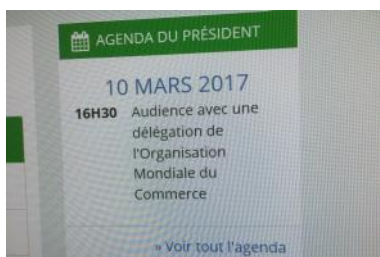 AGENDA DU PRÉSIDENT
10 MARS 2017
16H30 Audience avec une
délégation de
l'Organisation
Mondiale du
Commerce
» Voir tout l'agenda